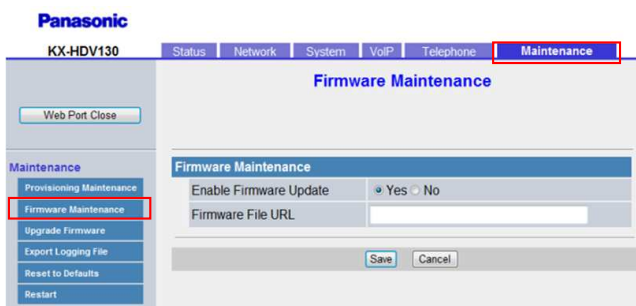 Panasonic
KX-HDV130
Status Network System VoIP Telephone Maintenance
Firmware Maintenance
Web Port Close
Maintenance
Provisioning Maintenance
Firmware Maintenance
Upgrade Firmware
Export Logging File
Reset to Defaults
Restart
Firmware Maintenance
Enable Firmware Update Yes No
Firmware File URL
Save Cancel